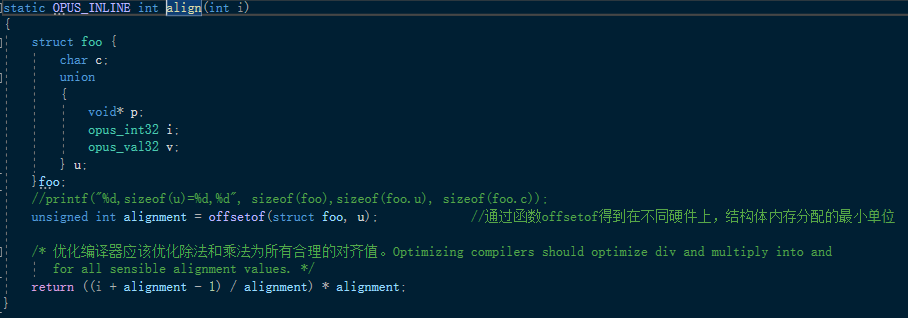 static OPUS_INLINE int align(int i)
{
struct foo {
char c;
union
{
void* p;
opus_int32 i;
opus_val32 v;
} u;
}foo;
//printf("%d,sizeof(u)=%d,%d", sizeof(foo),sizeof(foo.u), sizeof(foo.c));
unsigned int alignment = offsetof(struct foo, u); //通过函数offsetof得到在不同硬件上，结构体内存分配的最小单位
/* 优化编译器应该优化除法和乘法为所有合理的对齐值。Optimizing compilers should optimize div and multiply into and
for all sensible alignment values. */
return ((i + alignment - 1) / alignment) * alignment;
}